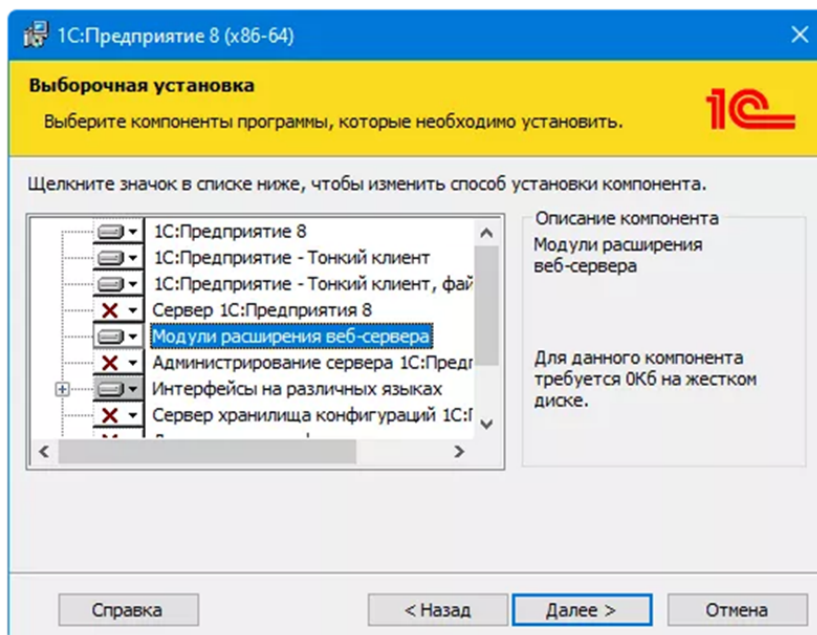 1С:Предприятие 8 (x86-64)
Выборочная установка
Выберите компоненты программы, которые необходимо установить.
1С
Щелкните значок в списке ниже, чтобы изменить способ установки компонента.
1С:Предприятие 8
1С:Предприятие - Тонкий клиент
1С:Предприятие - Тонкий клиент, фай
Сервер 1С:Предприятия 8
Модули расширения веб-сервера
Администрирование сервера 1С:Пред
Интерфейсы на различных языках
Сервер хранилища конфигураций 1С:
Описание компонента
Модули расширения
веб-сервера
Для данного компонента
требуется 0Кб на жестком
диске.
Справка
< Назад
Далее >
Отмена